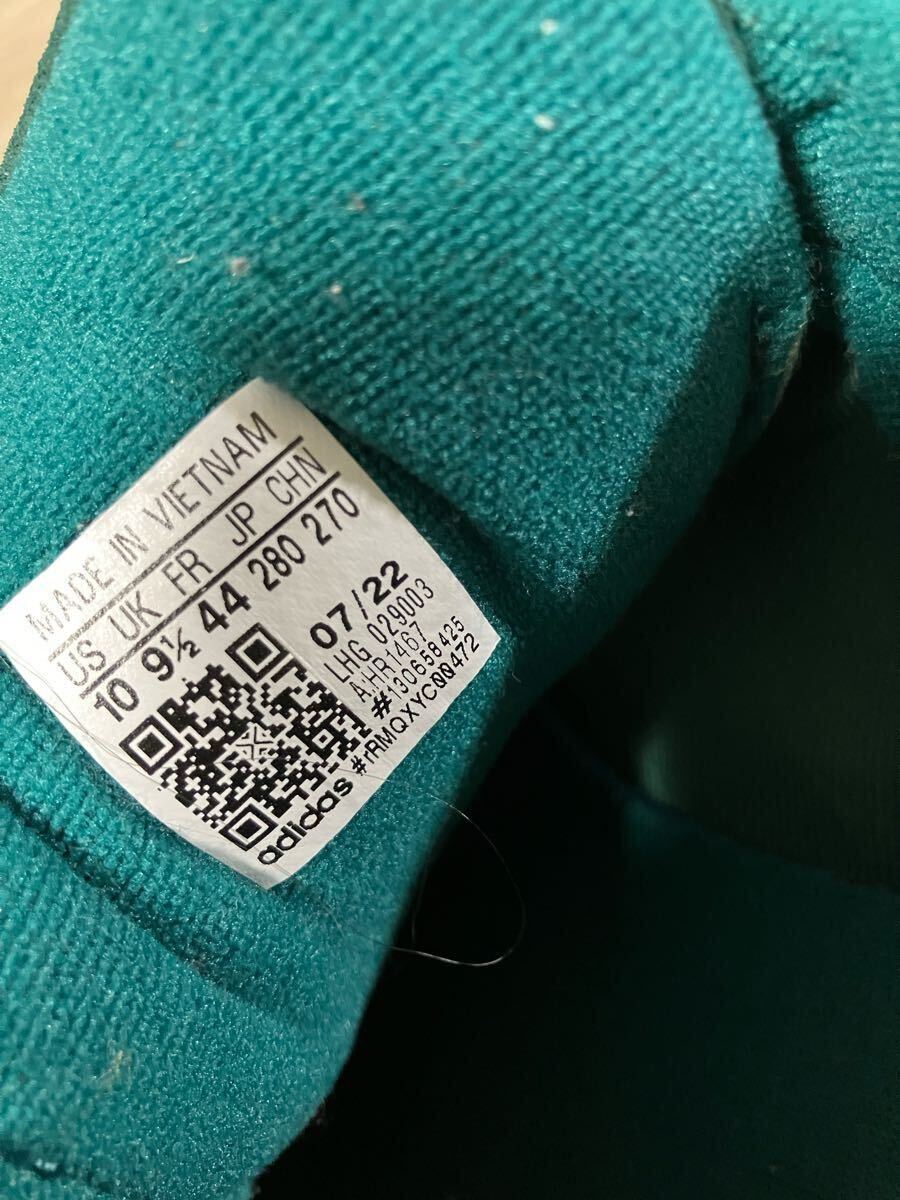 MADE IN VIETNAM
US UK FR JP CHN
10 9½ 44 280 270
07/22
LHG 029003
A:HR1467
#130658425
adidas #rRMQXYCQQ472